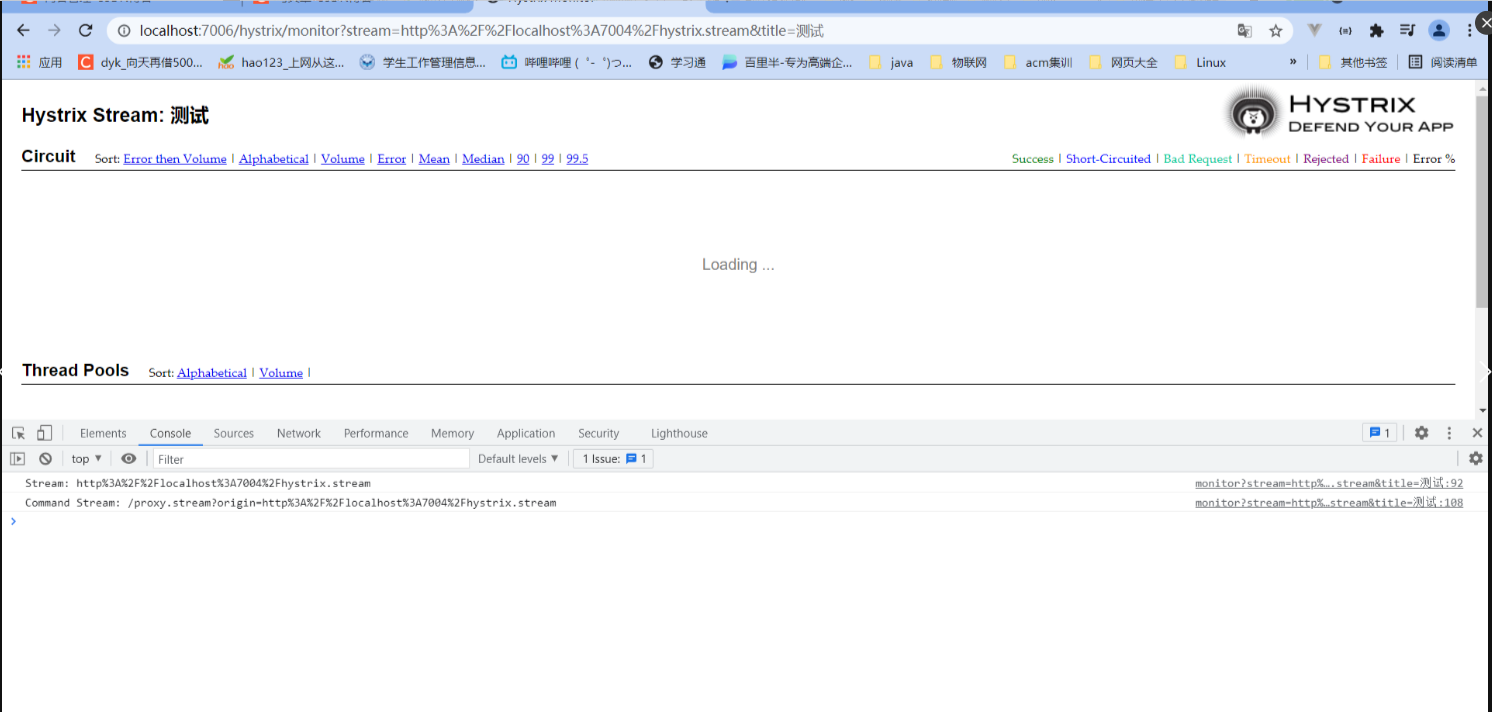 localhost:7006/hystrix/monitor?stream=http%3A%2F%2Flocalhost%3A7004%2Fhystrix.stream&title=测试
应用 dyk_向天再借500... hao123_上网从这... 学生工作管理信息... 哔哩哔哩 ( ゜- ゜)つ... 学习通 百里半-专为高端企... java 物联网 acm集训 网页大全 Linux » 其他书签 阅读清单
Hystrix Stream: 测试
HYSTRIX
DEFEND YOUR APP
Circuit Sort: Error then Volume | Alphabetical | Volume | Error | Mean | Median | 90 | 99 | 99.5
Success | Short-Circuited | Bad Request | Timeout | Rejected | Failure | Error %
Loading ...
Thread Pools Sort: Alphabetical | Volume |
Elements Console Sources Network Performance Memory Application Security Lighthouse 1
top Filter Default levels 1 Issue: 1
Stream: http%3A%2F%2Flocalhost%3A7004%2Fhystrix.stream monitor?stream=http%….stream&title=测试:92
Command Stream: /proxy.stream?origin=http%3A%2F%2Flocalhost%3A7004%2Fhystrix.stream monitor?stream=http%…stream&title=测试:108